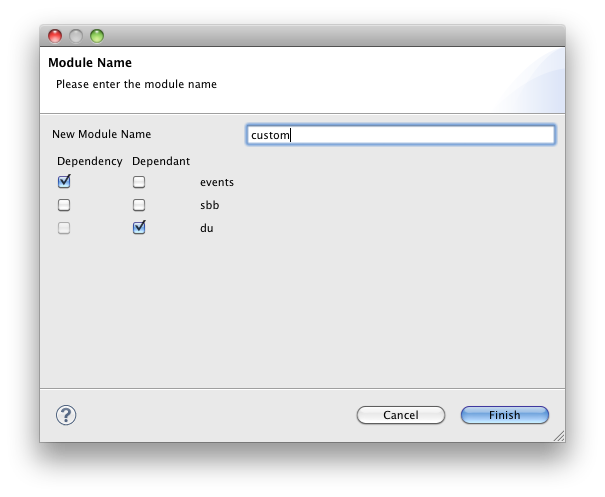 Module Name
Please enter the module name
New Module Name custom
Dependency Dependant
events
sbb
du
? Cancel Finish